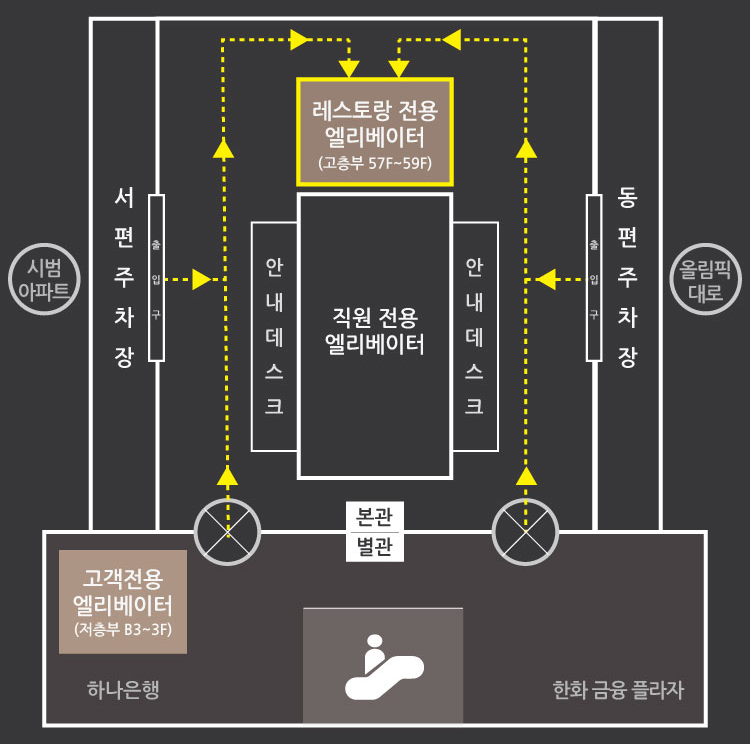 레스토랑 전용
엘리베이터
(고층부 57F~59F)
서편주차장
동편주차장
출입구
출입구
시범
아파트
올림픽
대로
안내데스크
안내데스크
직원 전용
엘리베이터
본관
별관
고객전용
엘리베이터
(저층부 B3~3F)
하나은행
한화 금융 플라자